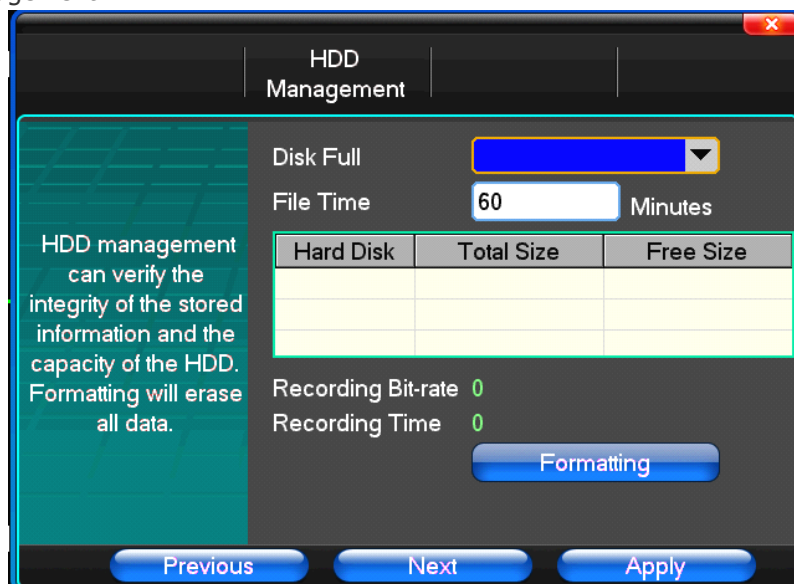 HDD
Management
Disk Full
File Time 60 Minutes
HDD management
can verify the
integrity of the stored
information and the
capacity of the HDD.
Formatting will erase
all data.
Hard Disk Total Size Free Size
Recording Bit-rate 0
Recording Time 0
Formatting
Previous Next Apply